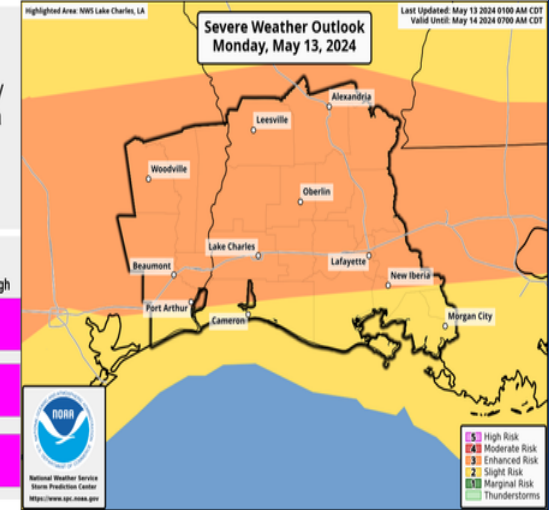 Highlighted Area: NWS Lake Charles, LA
Severe Weather Outlook
Monday, May 13, 2024
Last Updated: May 13 2024 0100 AM CDT
Valid Until: May 14 2024 0700 AM CDT
Alexandria
Leesville
Woodville
Oberlin
Lake Charles
Lafayette
Beaumont
New Iberia
Port Arthur
Cameron
Morgan City
gh
NOAA
National Weather Service
Storm Prediction Center
https://www.spc.noaa.gov
5 High Risk
4 Moderate Risk
3 Enhanced Risk
2 Slight Risk
1 Marginal Risk
Thunderstorms